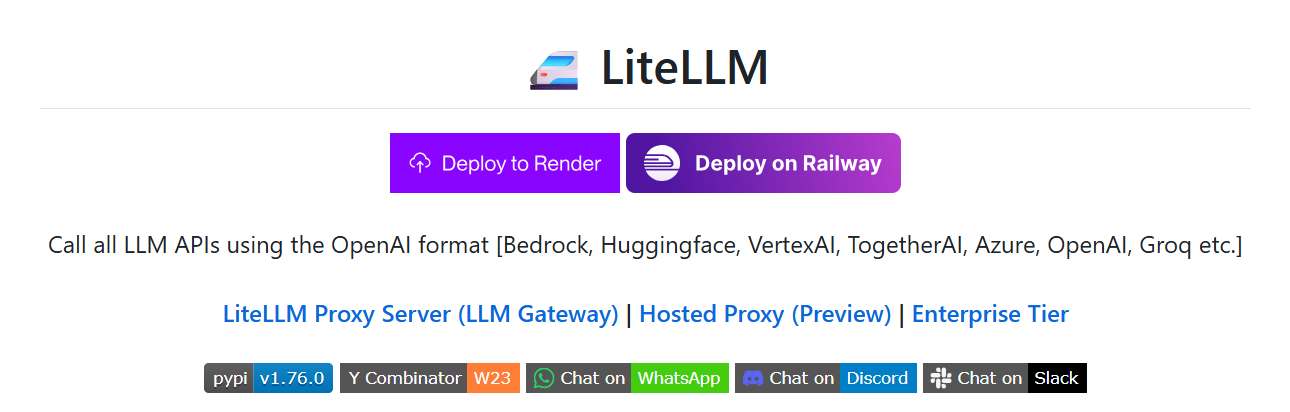 LiteLLM
Deploy to Render Deploy on Railway
Call all LLM APIs using the OpenAI format [Bedrock, Huggingface, VertexAI, TogetherAI, Azure, OpenAI, Groq etc.]
LiteLLM Proxy Server (LLM Gateway) | Hosted Proxy (Preview) | Enterprise Tier
pypi v1.76.0 Y Combinator W23 Chat on WhatsApp Chat on Discord Chat on Slack